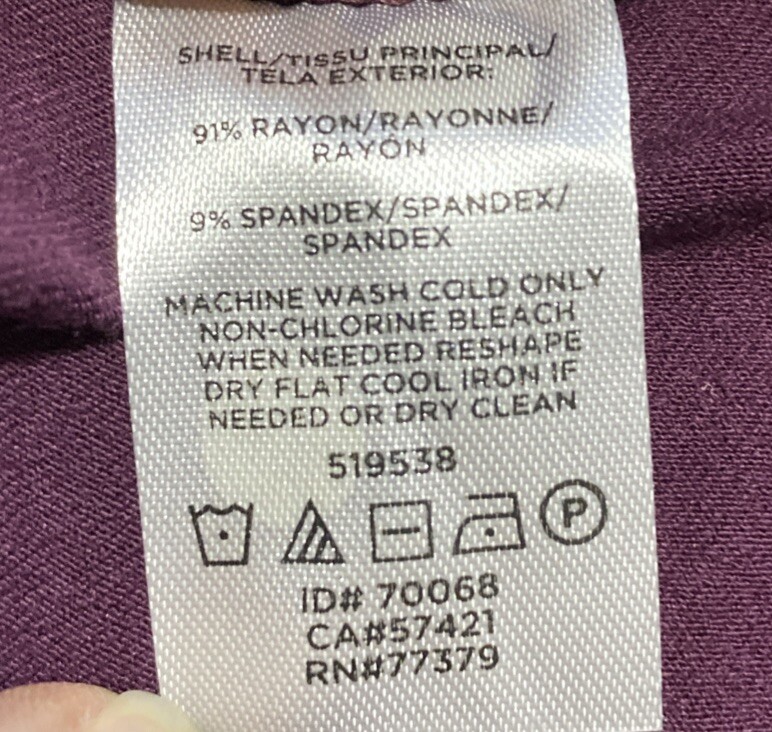 SHELL/TISSU PRINCIPAL/
TELA EXTERIOR:
91% RAYON/RAYONNE/
RAYON
9% SPANDEX/SPANDEX/
SPANDEX
MACHINE WASH COLD ONLY
NON-CHLORINE BLEACH
WHEN NEEDED RESHAPE
DRY FLAT COOL IRON IF
NEEDED OR DRY CLEAN
519538
P
ID# 70068
CA#57421
RN#77379